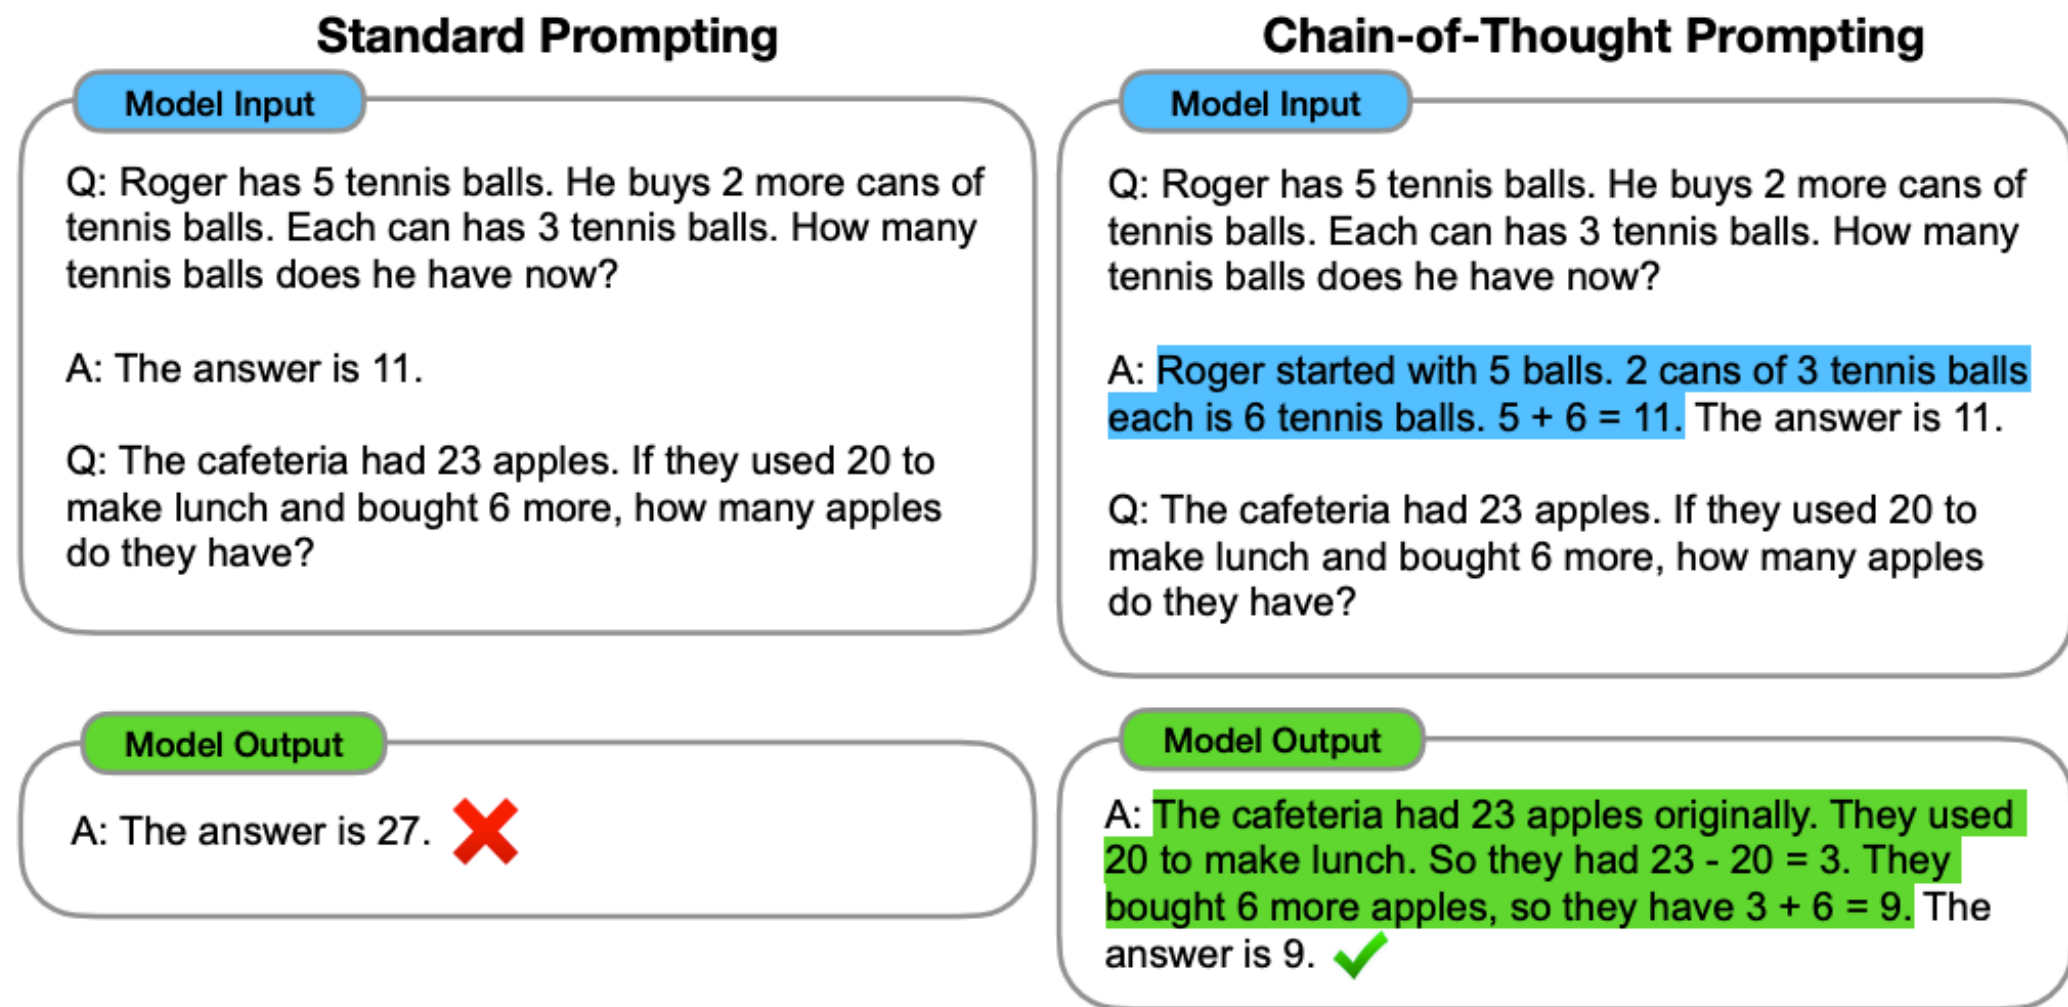 Standard Prompting
Model Input
Q: Roger has 5 tennis balls. He buys 2 more cans of
tennis balls. Each can has 3 tennis balls. How many
tennis balls does he have now?
A: The answer is 11.
Q: The cafeteria had 23 apples. If they used 20 to
make lunch and bought 6 more, how many apples
do they have?
Model Output
A: The answer is 27.
Chain-of-Thought Prompting
Model Input
Q: Roger has 5 tennis balls. He buys 2 more cans of
tennis balls. Each can has 3 tennis balls. How many
tennis balls does he have now?
A: Roger started with 5 balls. 2 cans of 3 tennis balls
each is 6 tennis balls. 5 + 6 = 11. The answer is 11.
Q: The cafeteria had 23 apples. If they used 20 to
make lunch and bought 6 more, how many apples
do they have?
Model Output
A: The cafeteria had 23 apples originally. They used
20 to make lunch. So they had 23 - 20 = 3. They
bought 6 more apples, so they have 3 + 6 = 9. The
answer is 9.